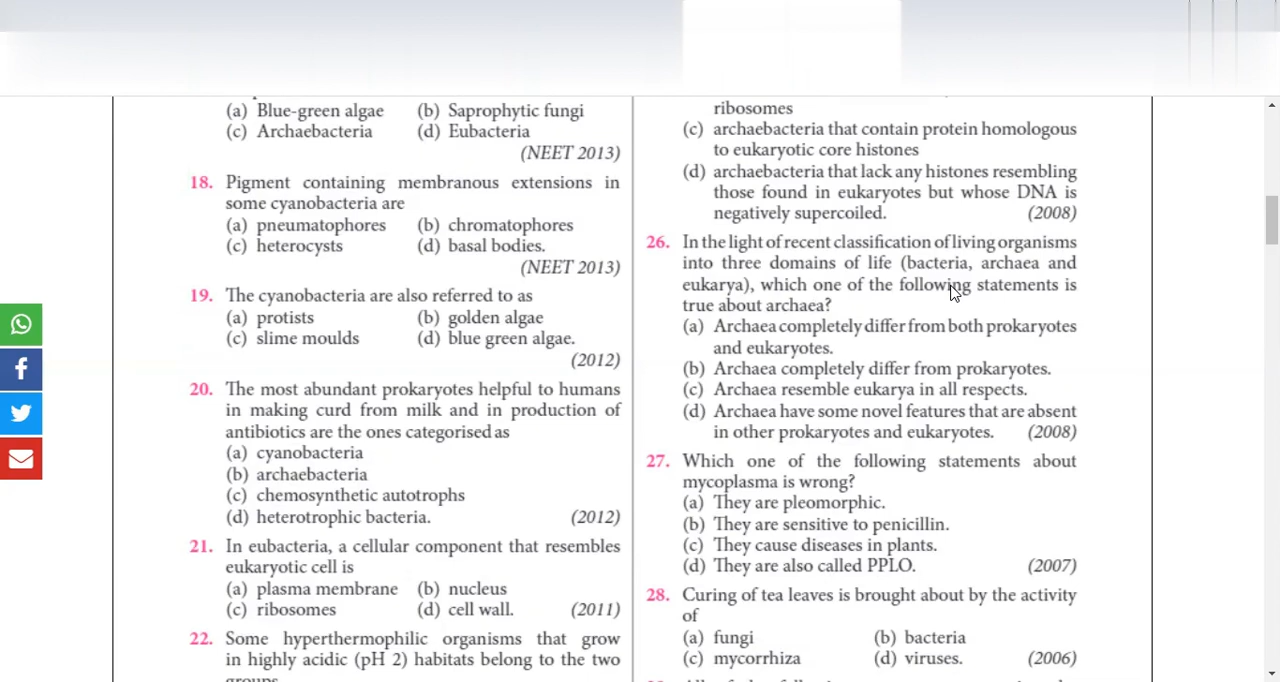 (a) Blue-green algae (b) Saprophytic fungi
(c) Archaebacteria (d) Eubacteria
(NEET 2013)
18. Pigment containing membranous extensions in
some cyanobacteria are
(a) pneumatophores (b) chromatophores
(c) heterocysts (d) basal bodies.
(NEET 2013)
19. The cyanobacteria are also referred to as
(a) protists (b) golden algae
(c) slime moulds (d) blue green algae.
(2012)
20. The most abundant prokaryotes helpful to humans
in making curd from milk and in production of
antibiotics are the ones categorised as
(a) cyanobacteria
(b) archaebacteria
(c) chemosynthetic autotrophs
(d) heterotrophic bacteria. (2012)
21. In eubacteria, a cellular component that resembles
eukaryotic cell is
(a) plasma membrane (b) nucleus
(c) ribosomes (d) cell wall. (2011)
22. Some hyperthermophilic organisms that grow
in highly acidic (pH 2) habitats belong to the two
ribosomes
(c) archaebacteria that contain protein homologous
to eukaryotic core histones
(d) archaebacteria that lack any histones resembling
those found in eukaryotes but whose DNA is
negatively supercoiled. (2008)
26. In the light of recent classification of living organisms
into three domains of life (bacteria, archaea and
eukarya), which one of the following statements is
true about archaea?
(a) Archaea completely differ from both prokaryotes
and eukaryotes.
(b) Archaea completely differ from prokaryotes.
(c) Archaea resemble eukarya in all respects.
(d) Archaea have some novel features that are absent
in other prokaryotes and eukaryotes. (2008)
27. Which one of the following statements about
mycoplasma is wrong?
(a) They are pleomorphic.
(b) They are sensitive to penicillin.
(c) They cause diseases in plants.
(d) They are also called PPLO. (2007)
28. Curing of tea leaves is brought about by the activity
of
(a) fungi (b) bacteria
(c) mycorrhiza (d) viruses. (2006)